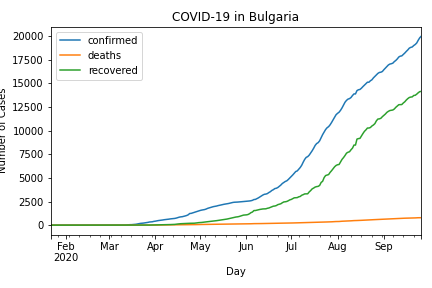 COVID-19 in Bulgaria
confirmed
deaths
recovered
20000
17500
15000
12500
10000
7500
5000
2500
0
Number of Cases
Feb
2020
Mar
Apr
May
Jun
Jul
Aug
Sep
Day